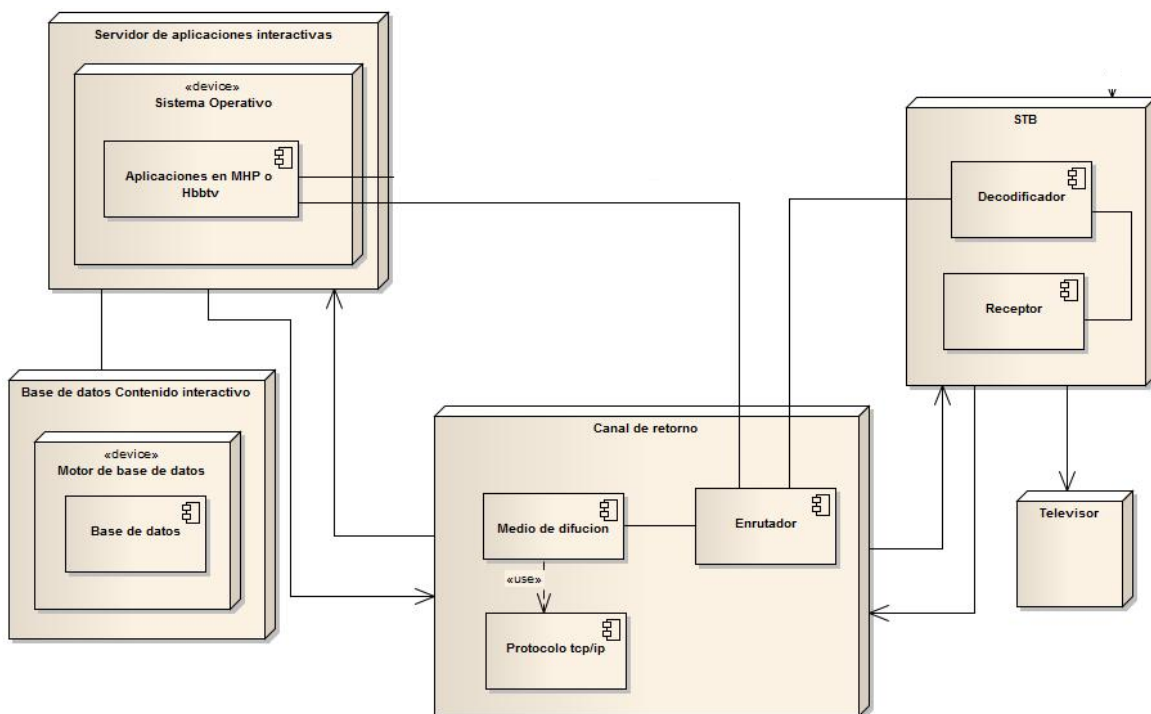 Servidor de aplicaciones interactivas
«device»
Sistema Operativo
Aplicaciones en MHP o
Hbbtv
STB
Decodificador
Receptor
Base de datos Contenido interactivo
«device»
Motor de base de datos
Base de datos
Canal de retorno
Medio de difucion
Enrutador
«use»
Protocolo tcp/ip
Televisor